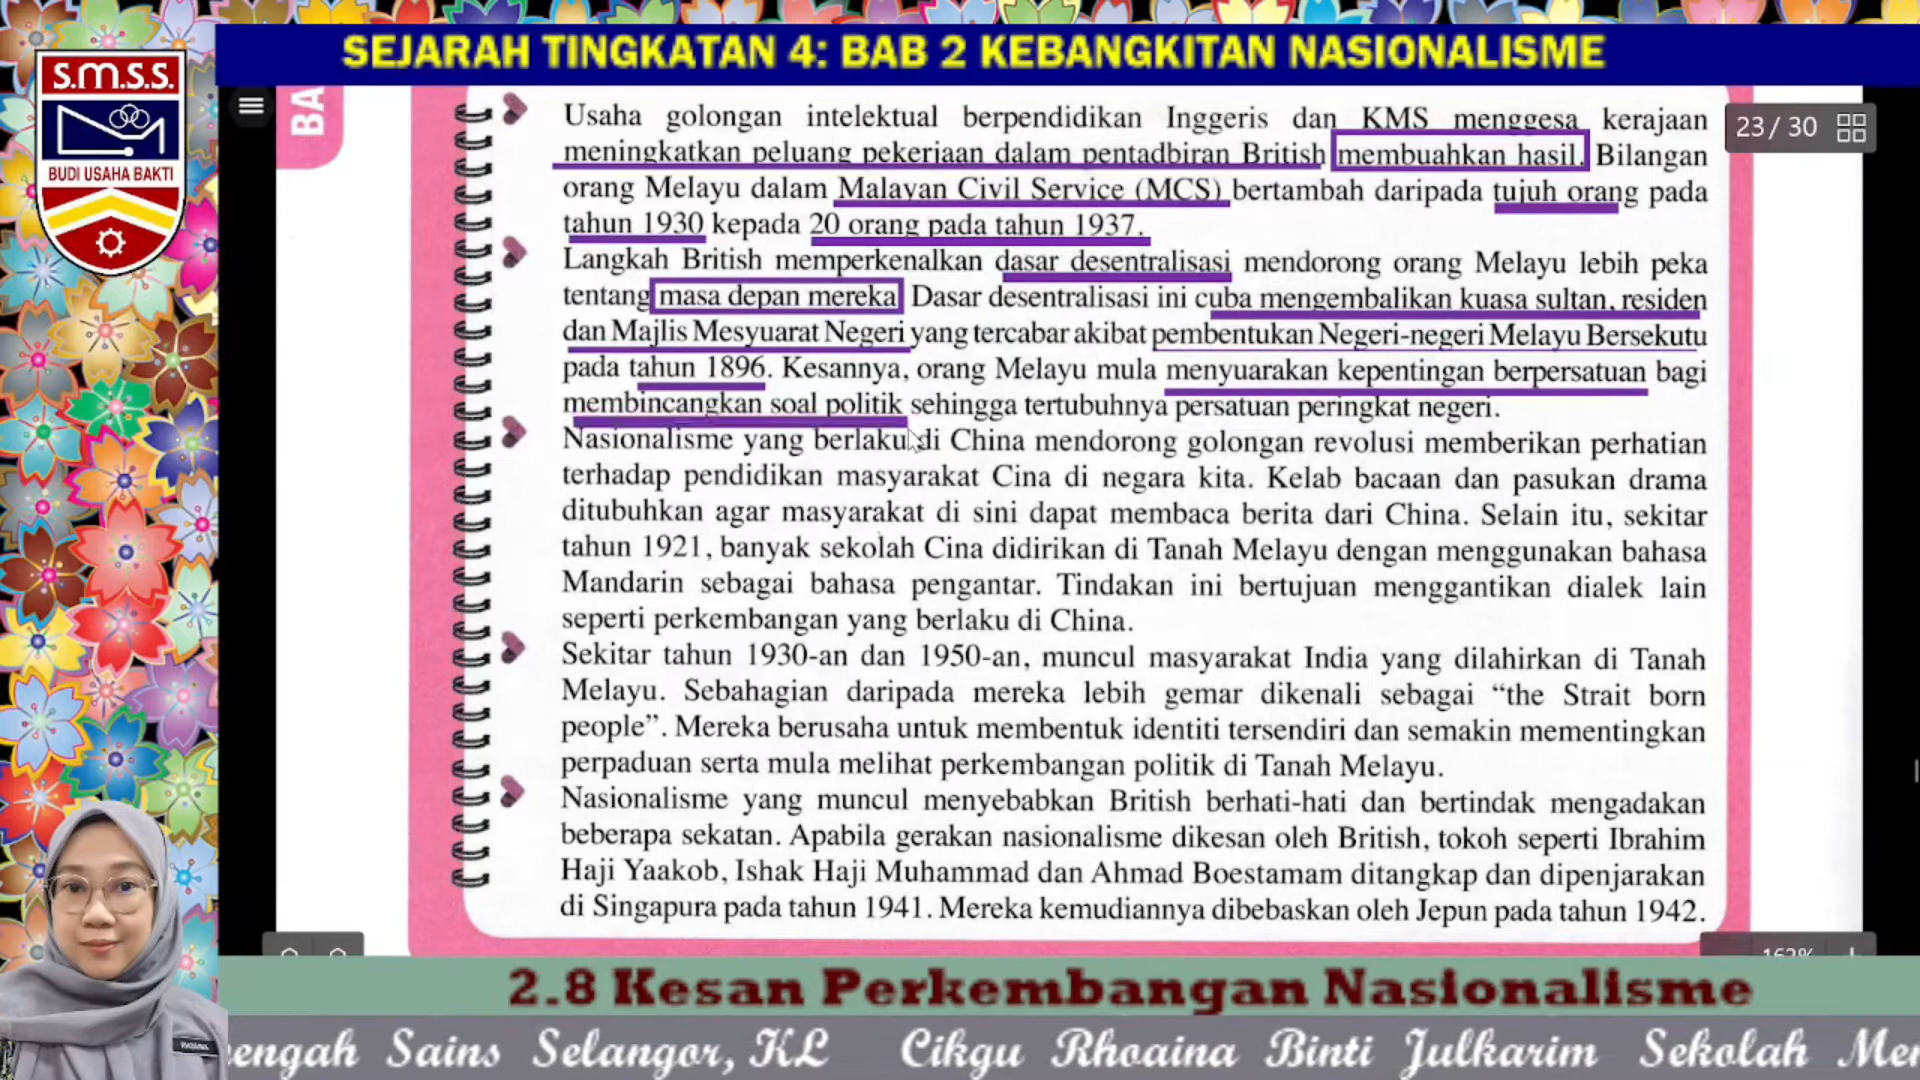 s.m.s.s.
BUDI USAHA BAKTI
SEJARAH TINGKATAN 4: BAB 2 KEBANGKITAN NASIONALISME
BA
23 / 30
Usaha golongan intelektual berpendidikan Inggeris dan KMS menggesa kerajaan
meningkatkan peluang pekerjaan dalam pentadbiran British membuahkan hasil. Bilangan
orang Melayu dalam Malayan Civil Service (MCS) bertambah daripada tujuh orang pada
tahun 1930 kepada 20 orang pada tahun 1937.
Langkah British memperkenalkan dasar desentralisasi mendorong orang Melayu lebih peka
tentang masa depan mereka Dasar desentralisasi ini cuba mengembalikan kuasa sultan, residen
dan Majlis Mesyuarat Negeri yang tercabar akibat pembentukan Negeri-negeri Melayu Bersekutu
pada tahun 1896. Kesannya, orang Melayu mula menyuarakan kepentingan berpersatuan bagi
membincangkan soal politik sehingga tertubuhnya persatuan peringkat negeri.
Nasionalisme yang berlaku di China mendorong golongan revolusi memberikan perhatian
terhadap pendidikan masyarakat Cina di negara kita. Kelab bacaan dan pasukan drama
ditubuhkan agar masyarakat di sini dapat membaca berita dari China. Selain itu, sekitar
tahun 1921, banyak sekolah Cina didirikan di Tanah Melayu dengan menggunakan bahasa
Mandarin sebagai bahasa pengantar. Tindakan ini bertujuan menggantikan dialek lain
seperti perkembangan yang berlaku di China.
Sekitar tahun 1930-an dan 1950-an, muncul masyarakat India yang dilahirkan di Tanah
Melayu. Sebahagian daripada mereka lebih gemar dikenali sebagai “the Strait born
people”. Mereka berusaha untuk membentuk identiti tersendiri dan semakin mementingkan
perpaduan serta mula melihat perkembangan politik di Tanah Melayu.
Nasionalisme yang muncul menyebabkan British berhati-hati dan bertindak mengadakan
beberapa sekatan. Apabila gerakan nasionalisme dikesan oleh British, tokoh seperti Ibrahim
Haji Yaakob, Ishak Haji Muhammad dan Ahmad Boestamam ditangkap dan dipenjarakan
di Singapura pada tahun 1941. Mereka kemudiannya dibebaskan oleh Jepun pada tahun 1942.
2.8 Kesan Perkembangan Nasionalisme
engah Sains Selangor, KL Cikgu Rhoaina Binti Julkarim Sekolah Men